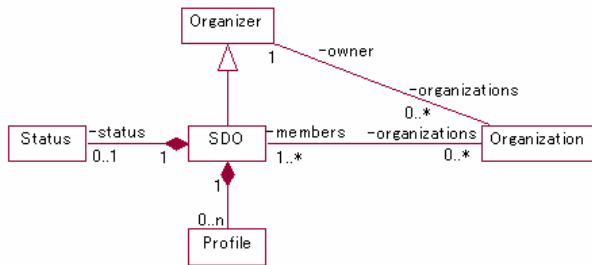 Organizer
1
-owner
-organizations
0..*
Status
-status
0..1
1
SDO
-members
1..*
-organizations
0..*
Organization
1
0..n
Profile